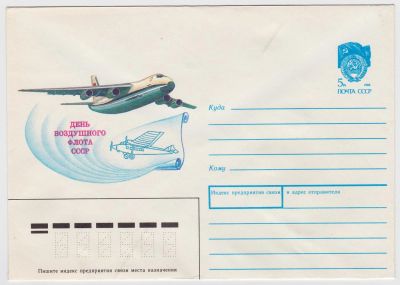 ДЕНЬ
ВОЗДУШНОГО
ФЛОТА
СССР
5к
ПОЧТА СССР
Куда
Кому
Индекс предприятия связи и адрес отправителя
Пишите индекс предприятия связи места назначения